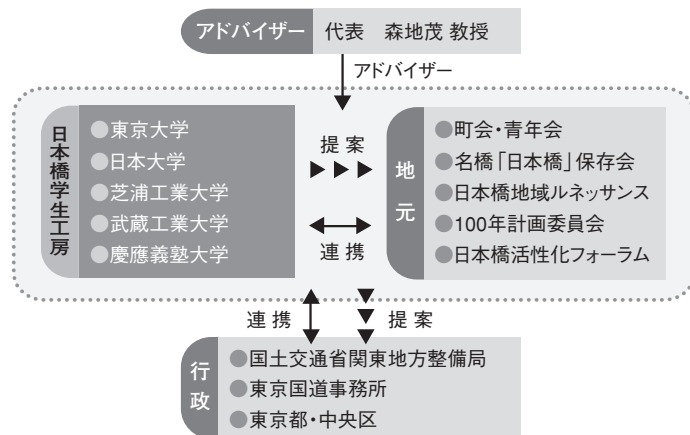 アドバイザー 代表 森地茂 教授
アドバイザー
日本橋学生工房
●東京大学
●日本大学
●芝浦工業大学
●武蔵工業大学
●慶應義塾大学
提案
連携
地元
●町会・青年会
●名橋「日本橋」保存会
●日本橋地域ルネッサンス
●100年計画委員会
●日本橋活性化フォーラム
連携
提案
行政
●国土交通省関東地方整備局
●東京国道事務所
●東京都・中央区